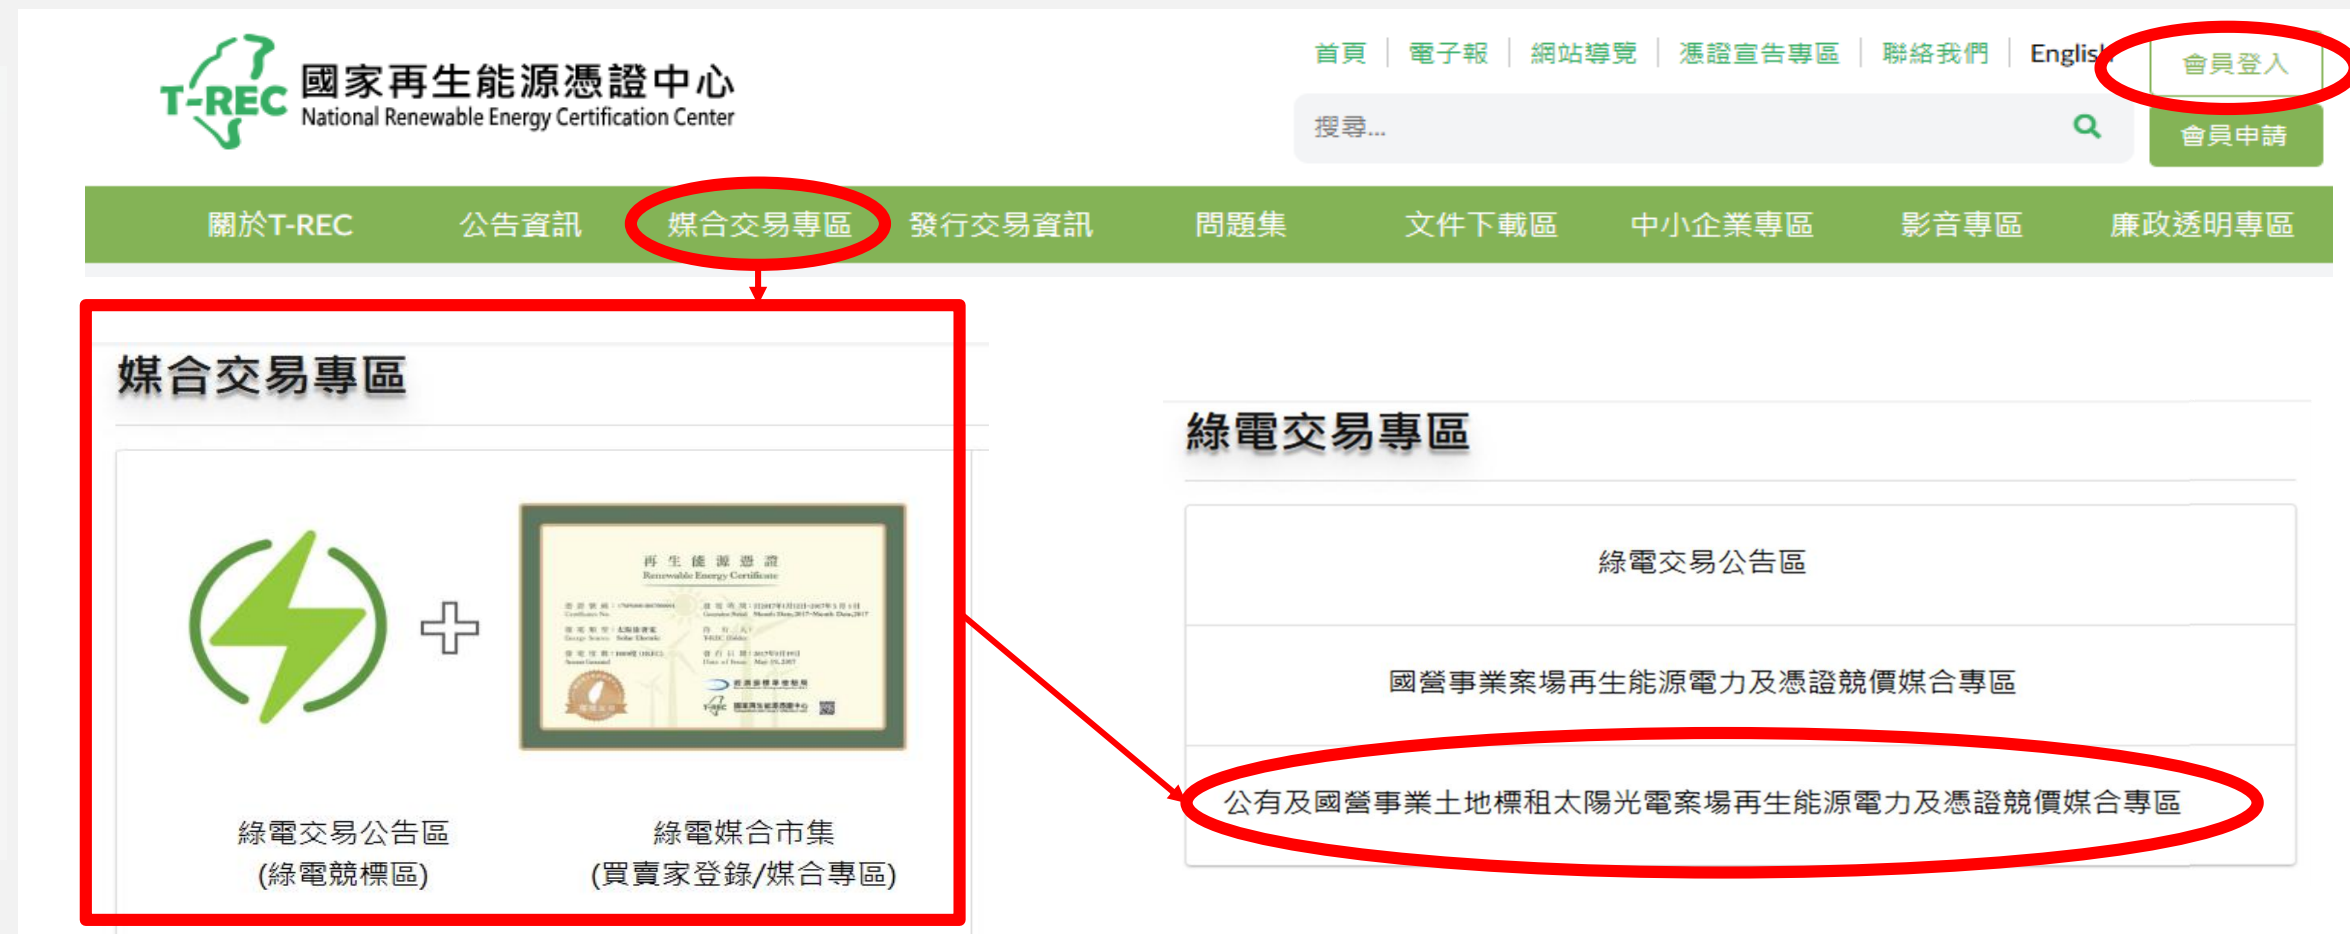 首頁 電子報 網站導覽 憑證宣告專區 聯絡我們 English 會員登入
T-REC 國家再生能源憑證中心
National Renewable Energy Certification Center
搜尋...
會員申請
關於T-REC 公告資訊 媒合交易專區 發行交易資訊 問題集 文件下載區 中小企業專區 影音專區 廉政透明專區
媒合交易專區
再生能源憑證
Renewable Energy Certificate
國家再生能源憑證中心
綠電交易公告區
(綠電競標區)
綠電媒合市集
(買賣家登錄/媒合專區)
綠電交易專區
綠電交易公告區
國營事業案場再生能源電力及憑證競價媒合專區
公有及國營事業土地標租太陽光電案場再生能源電力及憑證競價媒合專區